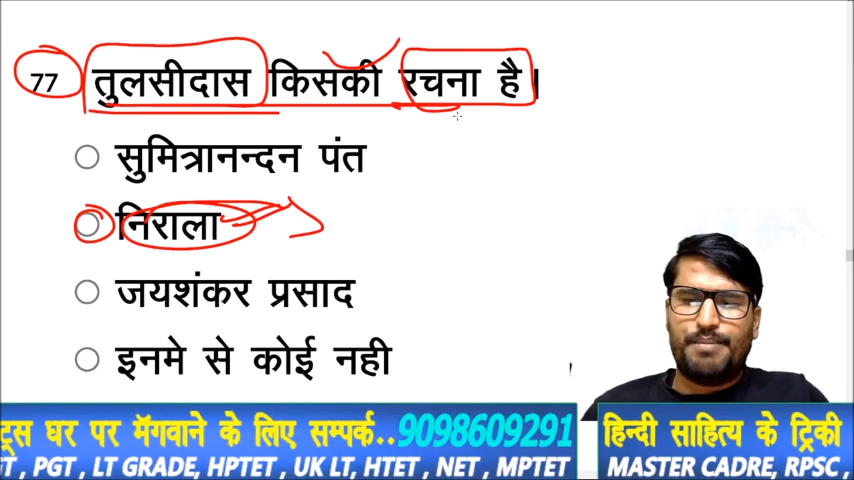 77 तुलसीदास किसकी रचना है।
सुमित्रानन्दन पंत
निराला
जयशंकर प्रसाद
इनमे से कोई नही
ट्स घर पर मॅगवाने के लिए सम्पर्क..9098609291
हिन्दी साहित्य के ट्रिकी
GT , PGT , LT GRADE, HPTET , UK LT, HTET , NET , MPTET
MASTER CADRE, RPSC ,